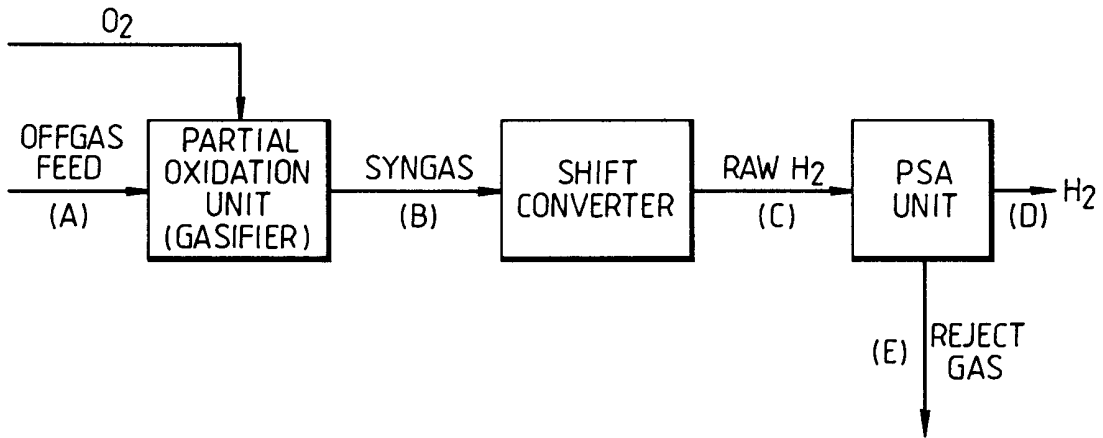 O2
OFFGAS
FEED
(A)
PARTIAL
OXIDATION
UNIT
(GASIFIER)
SYNGAS
(B)
SHIFT
CONVERTER
RAW H2
(C)
PSA
UNIT
(D)
H2
(E)
REJECT
GAS